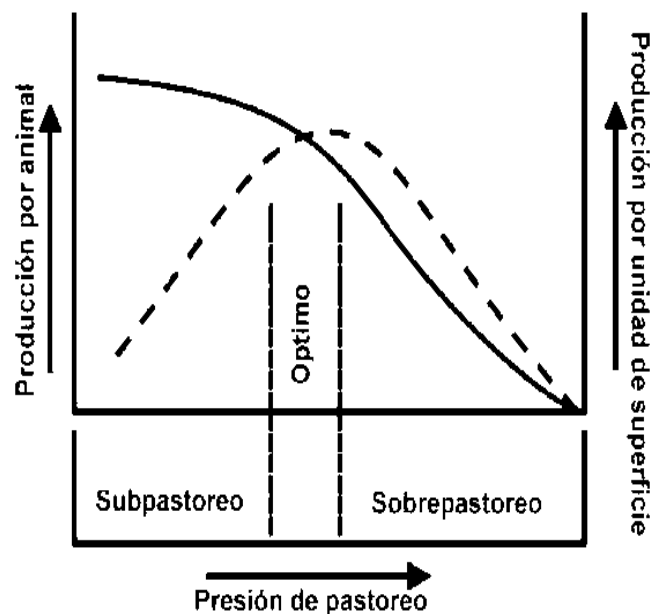 Producción por animal
Producción por unidad de superficie
Optimo
Subpastoreo
Sobrepastoreo
Presión de pastoreo